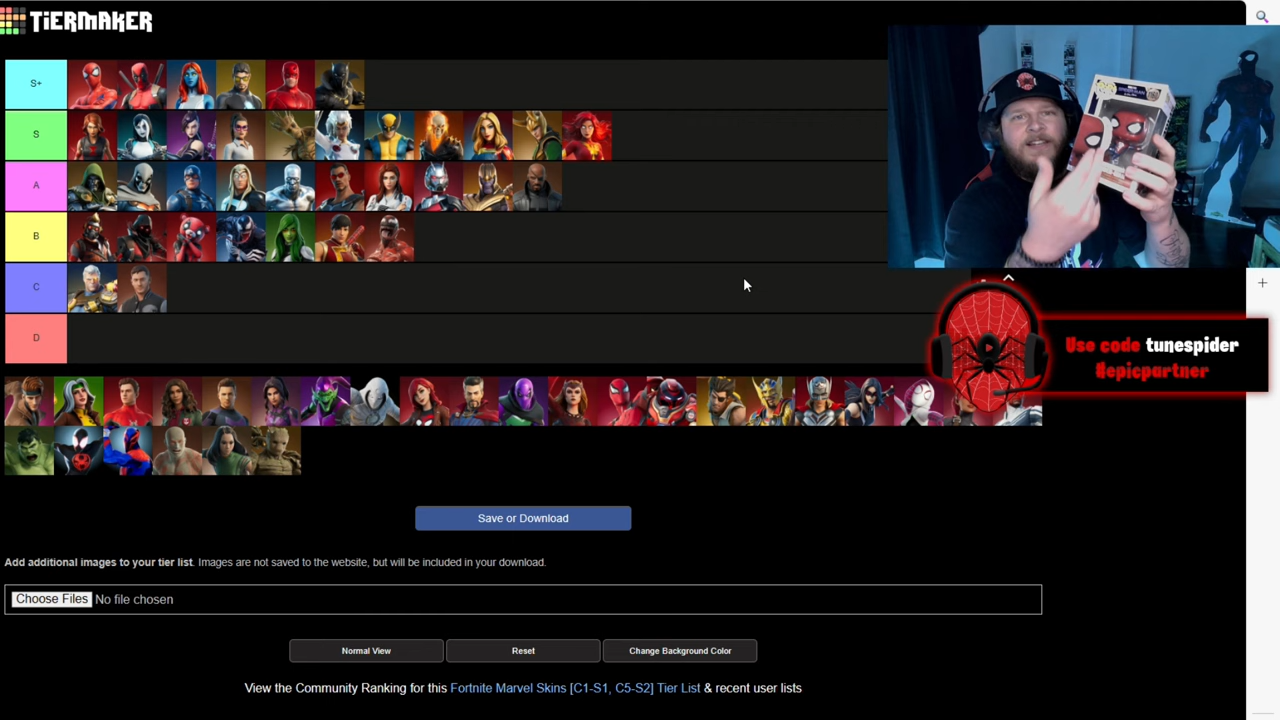 TIERMAKER
S+
S
A
B
C
D
Use code tunespider
#epicpartner
Save or Download
Add additional images to your tier list. Images are not saved to the website, but will be included in your download.
Choose Files No file chosen
Normal View
Reset
Change Background Color
View the Community Ranking for this Fortnite Marvel Skins [C1-S1, C5-S2] Tier List & recent user lists